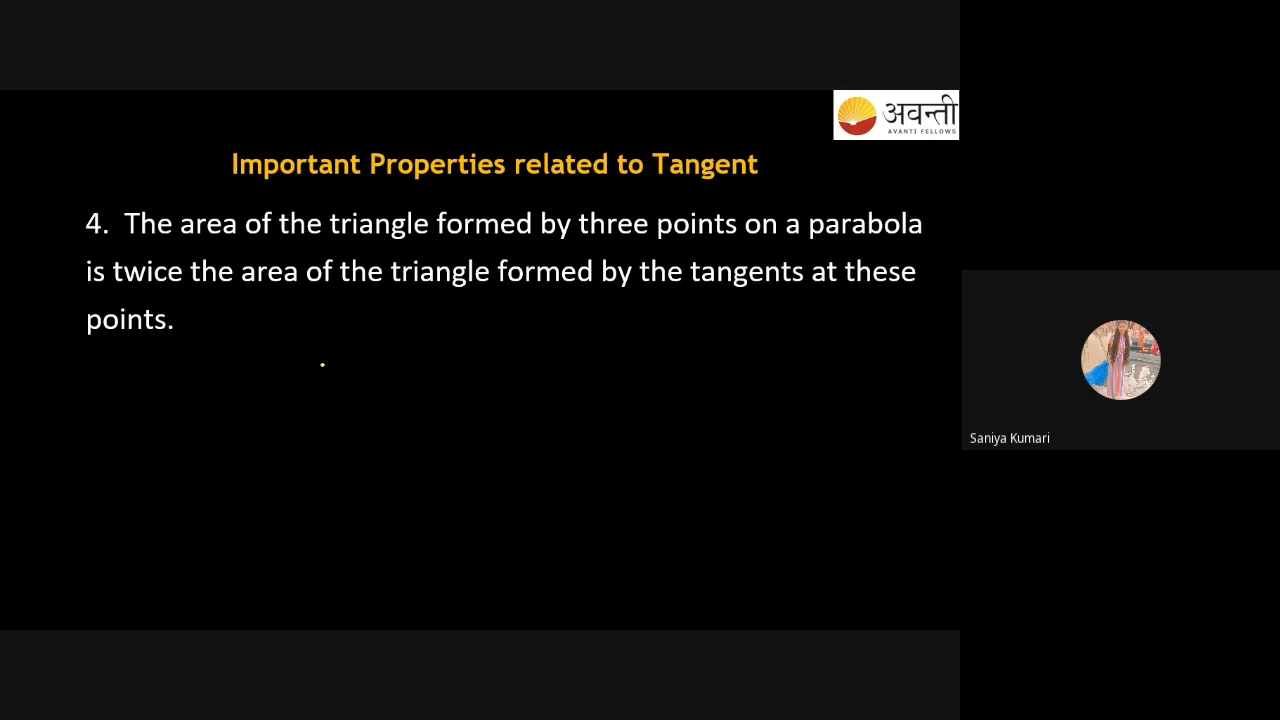 अवन्ती
AVANTI FELLOWS
Important Properties related to Tangent
4. The area of the triangle formed by three points on a parabola
is twice the area of the triangle formed by the tangents at these
points.
Saniya Kumari